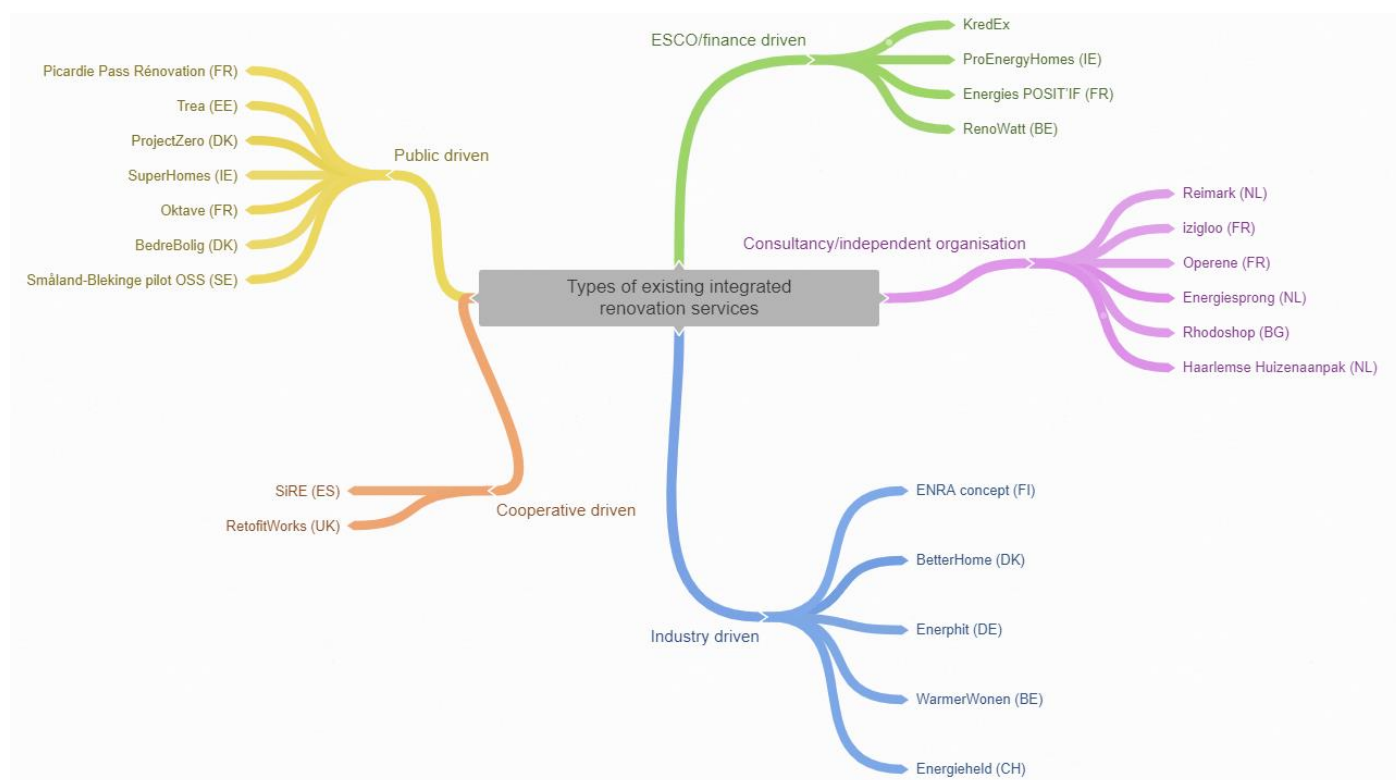 Types of existing integrated
renovation services
ESCO/finance driven
KredEx
ProEnergyHomes (IE)
Energies POSIT'IF (FR)
RenoWatt (BE)
Consultancy/independent organisation
Reimark (NL)
izigloo (FR)
Operene (FR)
Energiesprong (NL)
Rhodoshop (BG)
Haarlemse Huizenaanpak (NL)
Industry driven
ENRA concept (FI)
BetterHome (DK)
Enerphit (DE)
WarmerWonen (BE)
Energieheld (CH)
Cooperative driven
SiRE (ES)
RetofitWorks (UK)
Public driven
Picardie Pass Rénovation (FR)
Trea (EE)
ProjectZero (DK)
SuperHomes (IE)
Oktave (FR)
BedreBolig (DK)
Småland-Blekinge pilot OSS (SE)